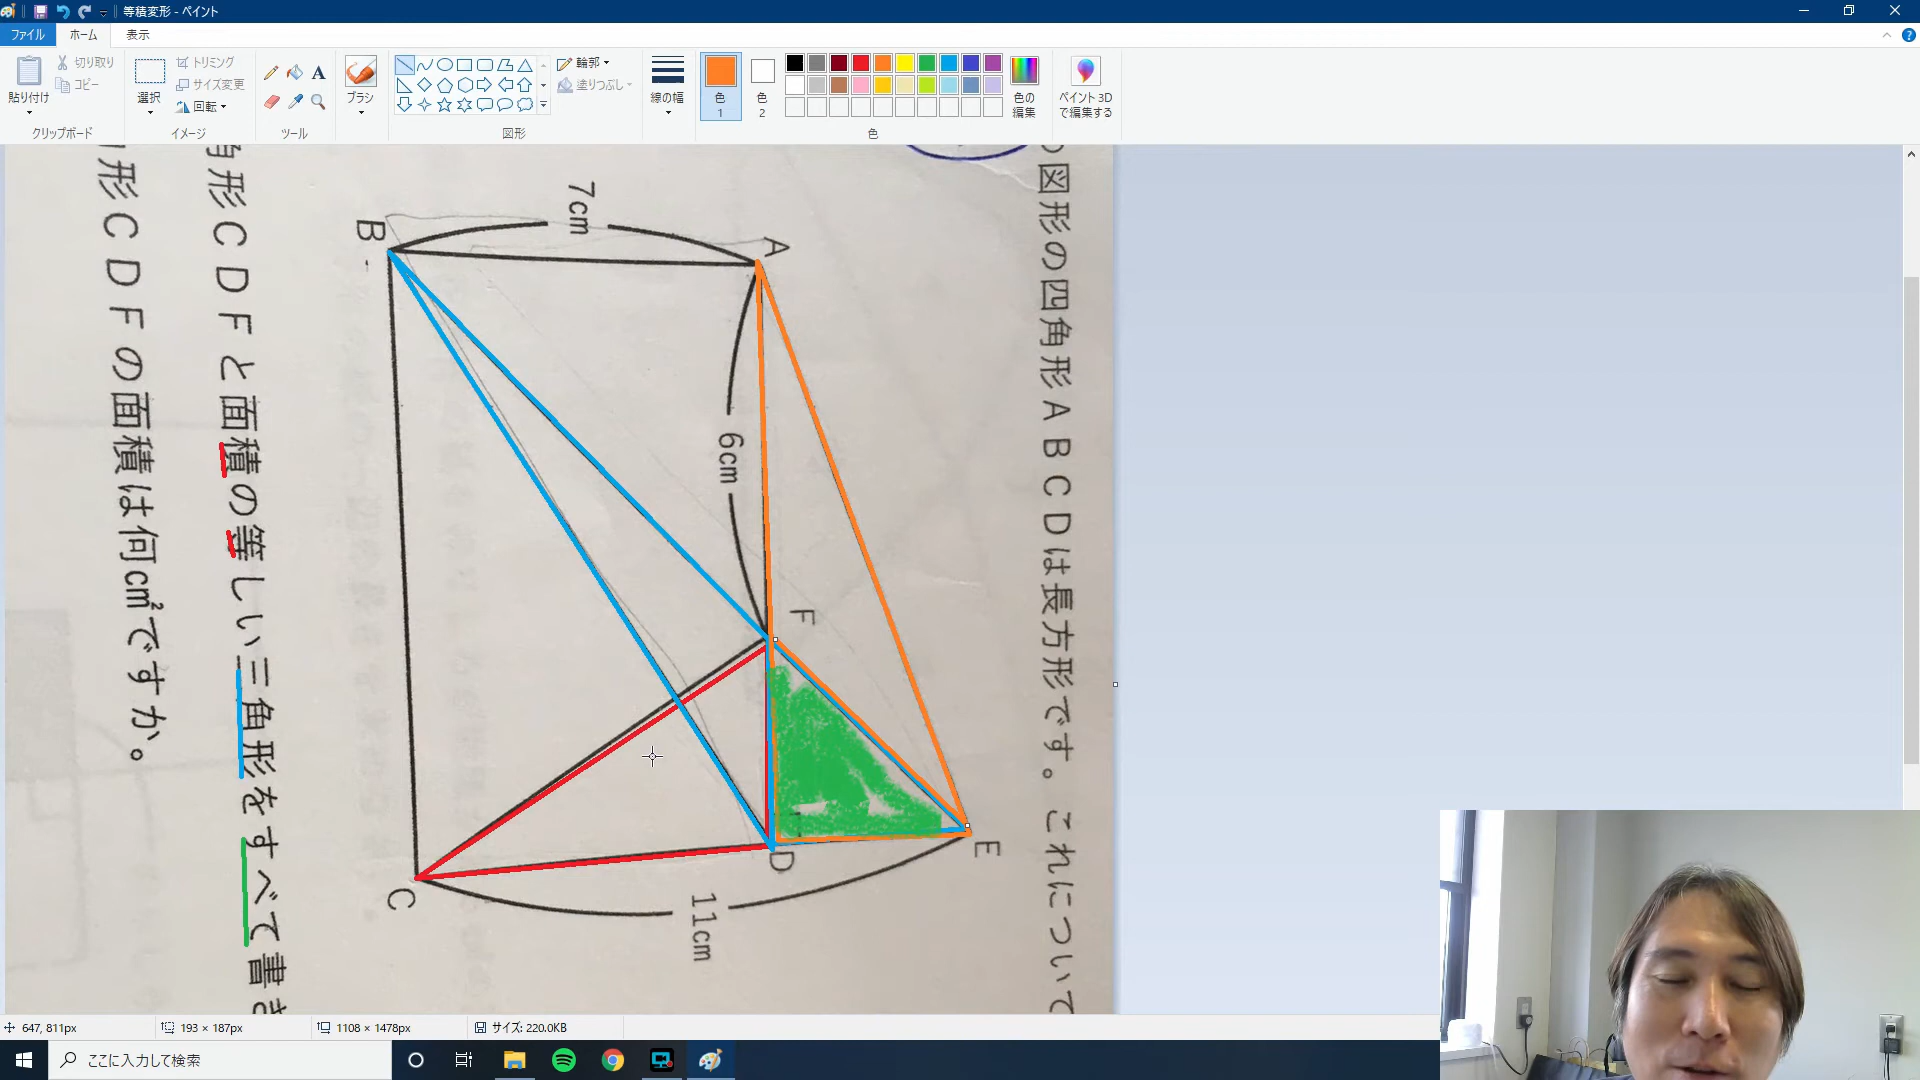 等積変形 - ペイント
ファイル
ホーム
表示
貼り付け
切り取り
コピー
クリップボード
選択
トリミング
サイズ変更
回転
イメージ
ツール
A
ブラシ
図形
輪郭
塗りつぶし
線の幅
色
1
色
2
色
色の
編集
ペイント 3D
で編集する
の図形の四角形ABCDは長方形です。これについて
角形CDFと面積の等しい三角形をすべて書き
角形CDFの面積は何cm²ですか。
7cm
B
A
6cm
F
D
E
C
11cm
647, 811px
193 × 187px
1108 × 1478px
サイズ: 220.0KB
ここに入力して検索